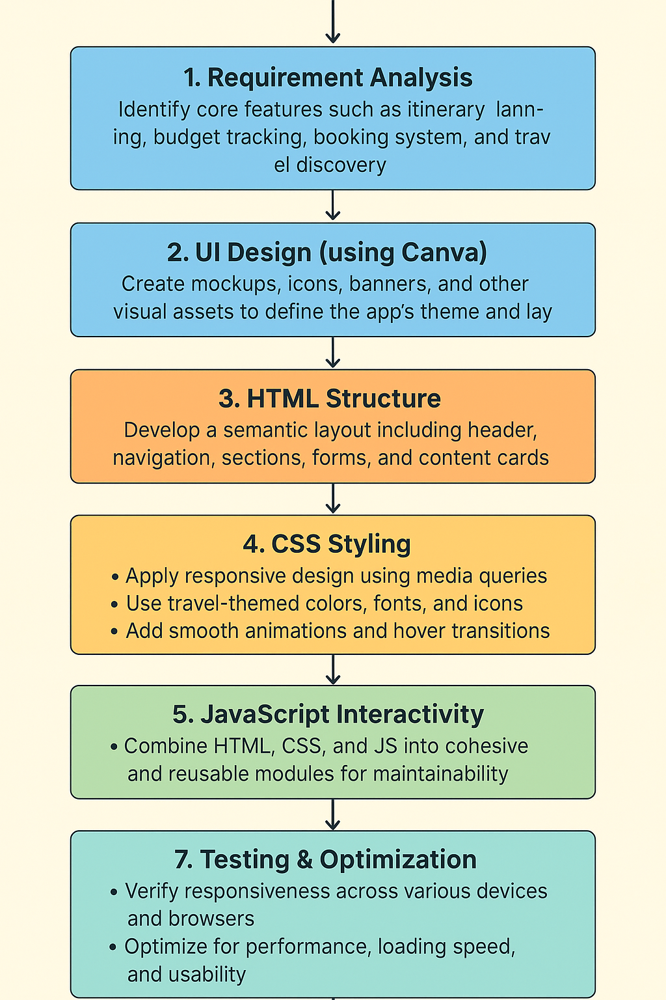 1. Requirement Analysis
Identify core features such as itinerary lann-
ing, budget tracking, booking system, and trav
el discovery
2. UI Design (using Canva)
Create mockups, icons, banners, and other
visual assets to define the app’s theme and lay
3. HTML Structure
Develop a semantic layout including header,
navigation, sections, forms, and content cards
4. CSS Styling
• Apply responsive design using media queries
• Use travel-themed colors, fonts, and icons
• Add smooth animations and hover transitions
5. JavaScript Interactivity
• Combine HTML, CSS, and JS into cohesive
and reusable modules for maintainability
7. Testing & Optimization
• Verify responsiveness across various devices
and browsers
• Optimize for performance, loading speed,
and usability